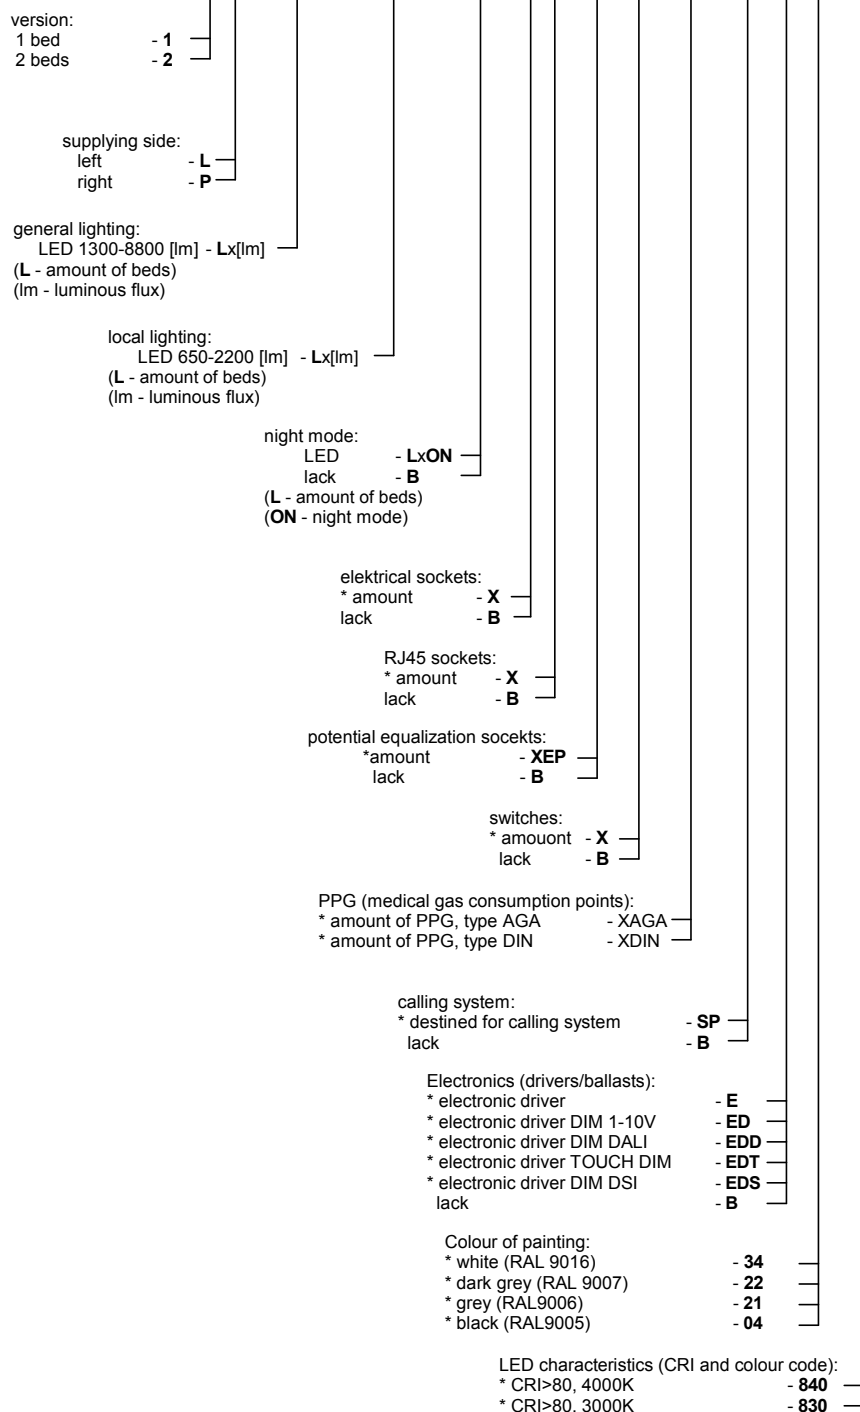 version:
1 bed - 1
2 beds - 2
supplying side:
left - L
right - P
general lighting:
LED 1300-8800 [lm] - Lx[lm]
(L - amount of beds)
(lm - luminous flux)
local lighting:
LED 650-2200 [lm] - Lx[lm]
(L - amount of beds)
(lm - luminous flux)
night mode:
LED - LxON
lack - B
(L - amount of beds)
(ON - night mode)
elektrical sockets:
* amount - X
lack - B
RJ45 sockets:
* amount - X
lack - B
potential equalization socekts:
*amount - XEP
lack - B
switches:
* amouont - X
lack - B
PPG (medical gas consumption points):
* amount of PPG, type AGA - XAGA
* amount of PPG, type DIN - XDIN
calling system:
* destined for calling system - SP
lack - B
Electronics (drivers/ballasts):
* electronic driver - E
* electronic driver DIM 1-10V - ED
* electronic driver DIM DALI - EDD
* electronic driver TOUCH DIM - EDT
* electronic driver DIM DSI - EDS
lack - B
Colour of painting:
* white (RAL 9016) - 34
* dark grey (RAL 9007) - 22
* grey (RAL9006) - 21
* black (RAL9005) - 04
LED characteristics (CRI and colour code):
* CRI>80, 4000K - 840
* CRI>80, 3000K - 830